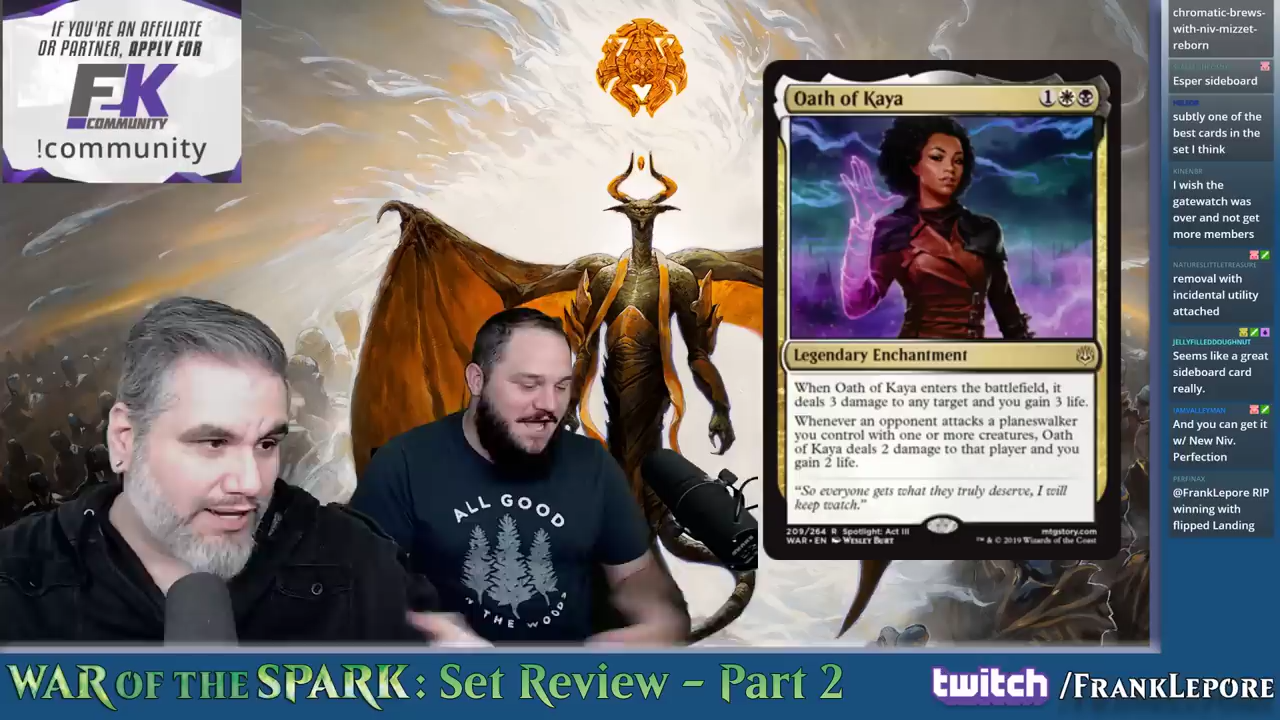 IF YOU'RE AN AFFILIATE
OR PARTNER, APPLY FOR
FK
COMMUNITY
!community
Oath of Kaya
1
Legendary Enchantment
When Oath of Kaya enters the battlefield, it
deals 3 damage to any target and you gain 3 life.
Whenever an opponent attacks a planeswalker
you control with one or more creatures, Oath
of Kaya deals 2 damage to that player and you
gain 2 life.
"So everyone gets what they truly deserve, I will
keep watch."
209/264 R Spotlight: Act III
mtgstory.com
WAR • EN Wesley Burt
™ & © 2019 Wizards of the Coast
ALL GOOD
N THE WOODS
chromatic-brews-
with-niv-mizzet-
reborn
Esper sideboard
subtly one of the
best cards in the
set I think
KINENBR
I wish the
gatewatch was
over and not get
more members
NATURESLITTLETREASURE
removal with
incidental utility
attached
JELLYFILLEDDOUGHNUT
Seems like a great
sideboard card
really.
IAMVALLEYMAN
And you can get it
w/ New Niv.
Perfection
PERFINAX
@FrankLepore RIP
winning with
flipped Landing
WAR OF THE SPARK: Set Review - Part 2
twitch /FRANKLEPORE